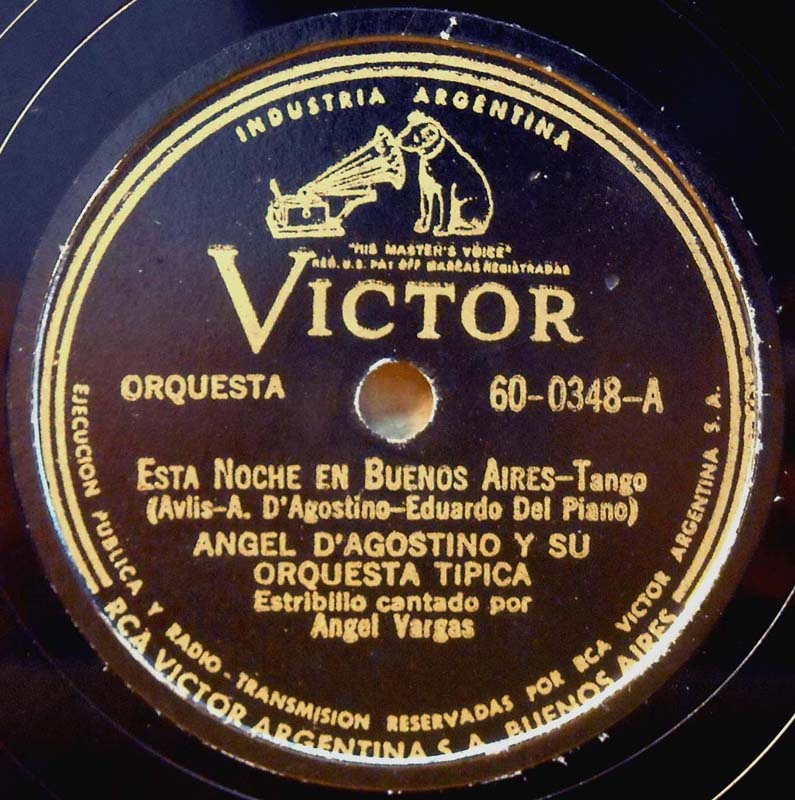 INDUSTRIA ARGENTINA
"HIS MASTER'S VOICE"
REG. U.S. PAT OFF MARCAS REGISTRADAS
VICTOR
ORQUESTA
60-0348-A
ESTA NOCHE EN BUENOS AIRES-Tango
(Avlis-A. D'Agostino-Eduardo Del Piano)
ANGEL D'AGOSTINO Y SU
ORQUESTA TIPICA
Estribillo cantado por
Angel Vargas
EJECUCION PUBLICA Y RADIO-TRANSMISION RESERVADAS POR RCA VICTOR ARGENTINA S. A.
RCA VICTOR ARGENTINA S. A. BUENOS AIRES